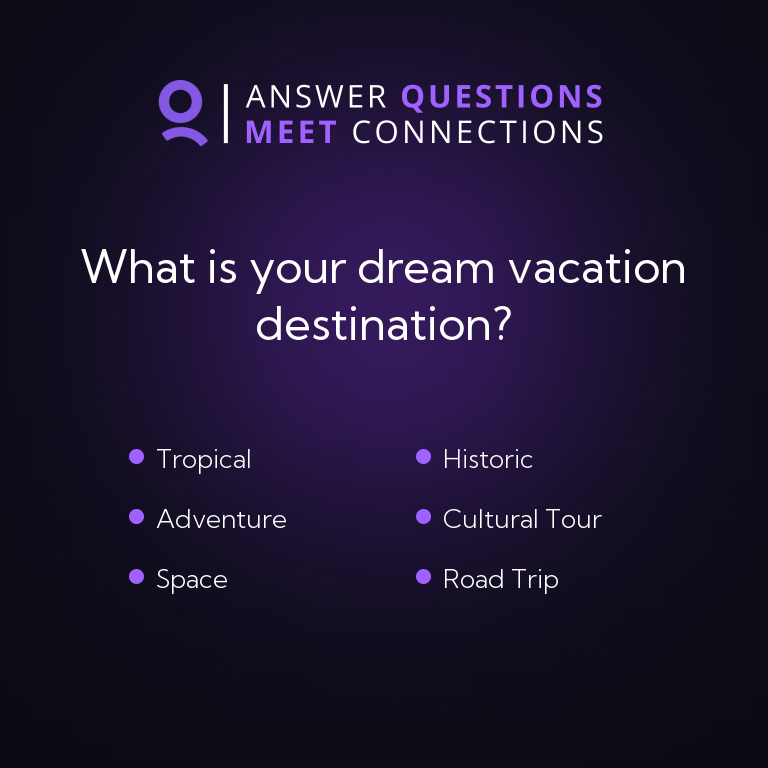 ANSWER QUESTIONS
MEET CONNECTIONS
What is your dream vacation
destination?
Tropical
Adventure
Space
Historic
Cultural Tour
Road Trip